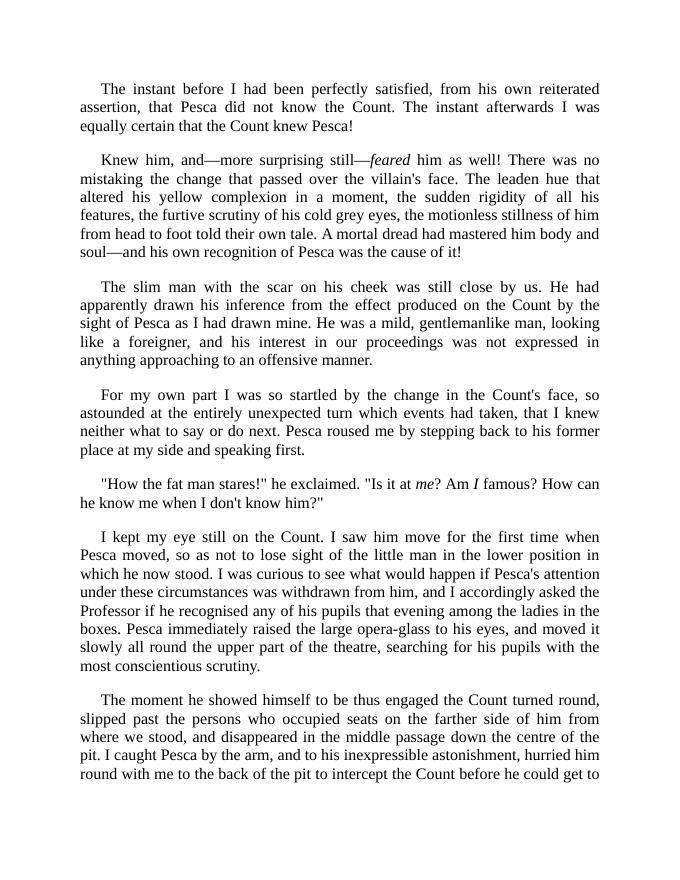 The instant before I had been perfectly satisfied, from his own reiterated
assertion, that Pesca did not know the Count. The instant afterwards I was
equally certain that the Count knew Pesca!
Knew him, and—more surprising still—feared him as well! There was no
mistaking the change that passed over the villain's face. The leaden hue that
altered his yellow complexion in a moment, the sudden rigidity of all his
features, the furtive scrutiny of his cold grey eyes, the motionless stillness of him
from head to foot told their own tale. A mortal dread had mastered him body and
soul—and his own recognition of Pesca was the cause of it!
The slim man with the scar on his cheek was still close by us. He had
apparently drawn his inference from the effect produced on the Count by the
sight of Pesca as I had drawn mine. He was a mild, gentlemanlike man, looking
like a foreigner, and his interest in our proceedings was not expressed in
anything approaching to an offensive manner.
For my own part I was so startled by the change in the Count's face, so
astounded at the entirely unexpected turn which events had taken, that I knew
neither what to say or do next. Pesca roused me by stepping back to his former
place at my side and speaking first.
"How the fat man stares!" he exclaimed. "Is it at me? Am I famous? How can
he know me when I don't know him?"
I kept my eye still on the Count. I saw him move for the first time when
Pesca moved, so as not to lose sight of the little man in the lower position in
which he now stood. I was curious to see what would happen if Pesca's attention
under these circumstances was withdrawn from him, and I accordingly asked the
Professor if he recognised any of his pupils that evening among the ladies in the
boxes. Pesca immediately raised the large opera-glass to his eyes, and moved it
slowly all round the upper part of the theatre, searching for his pupils with the
most conscientious scrutiny.
The moment he showed himself to be thus engaged the Count turned round,
slipped past the persons who occupied seats on the farther side of him from
where we stood, and disappeared in the middle passage down the centre of the
pit. I caught Pesca by the arm, and to his inexpressible astonishment, hurried him
round with me to the back of the pit to intercept the Count before he could get to